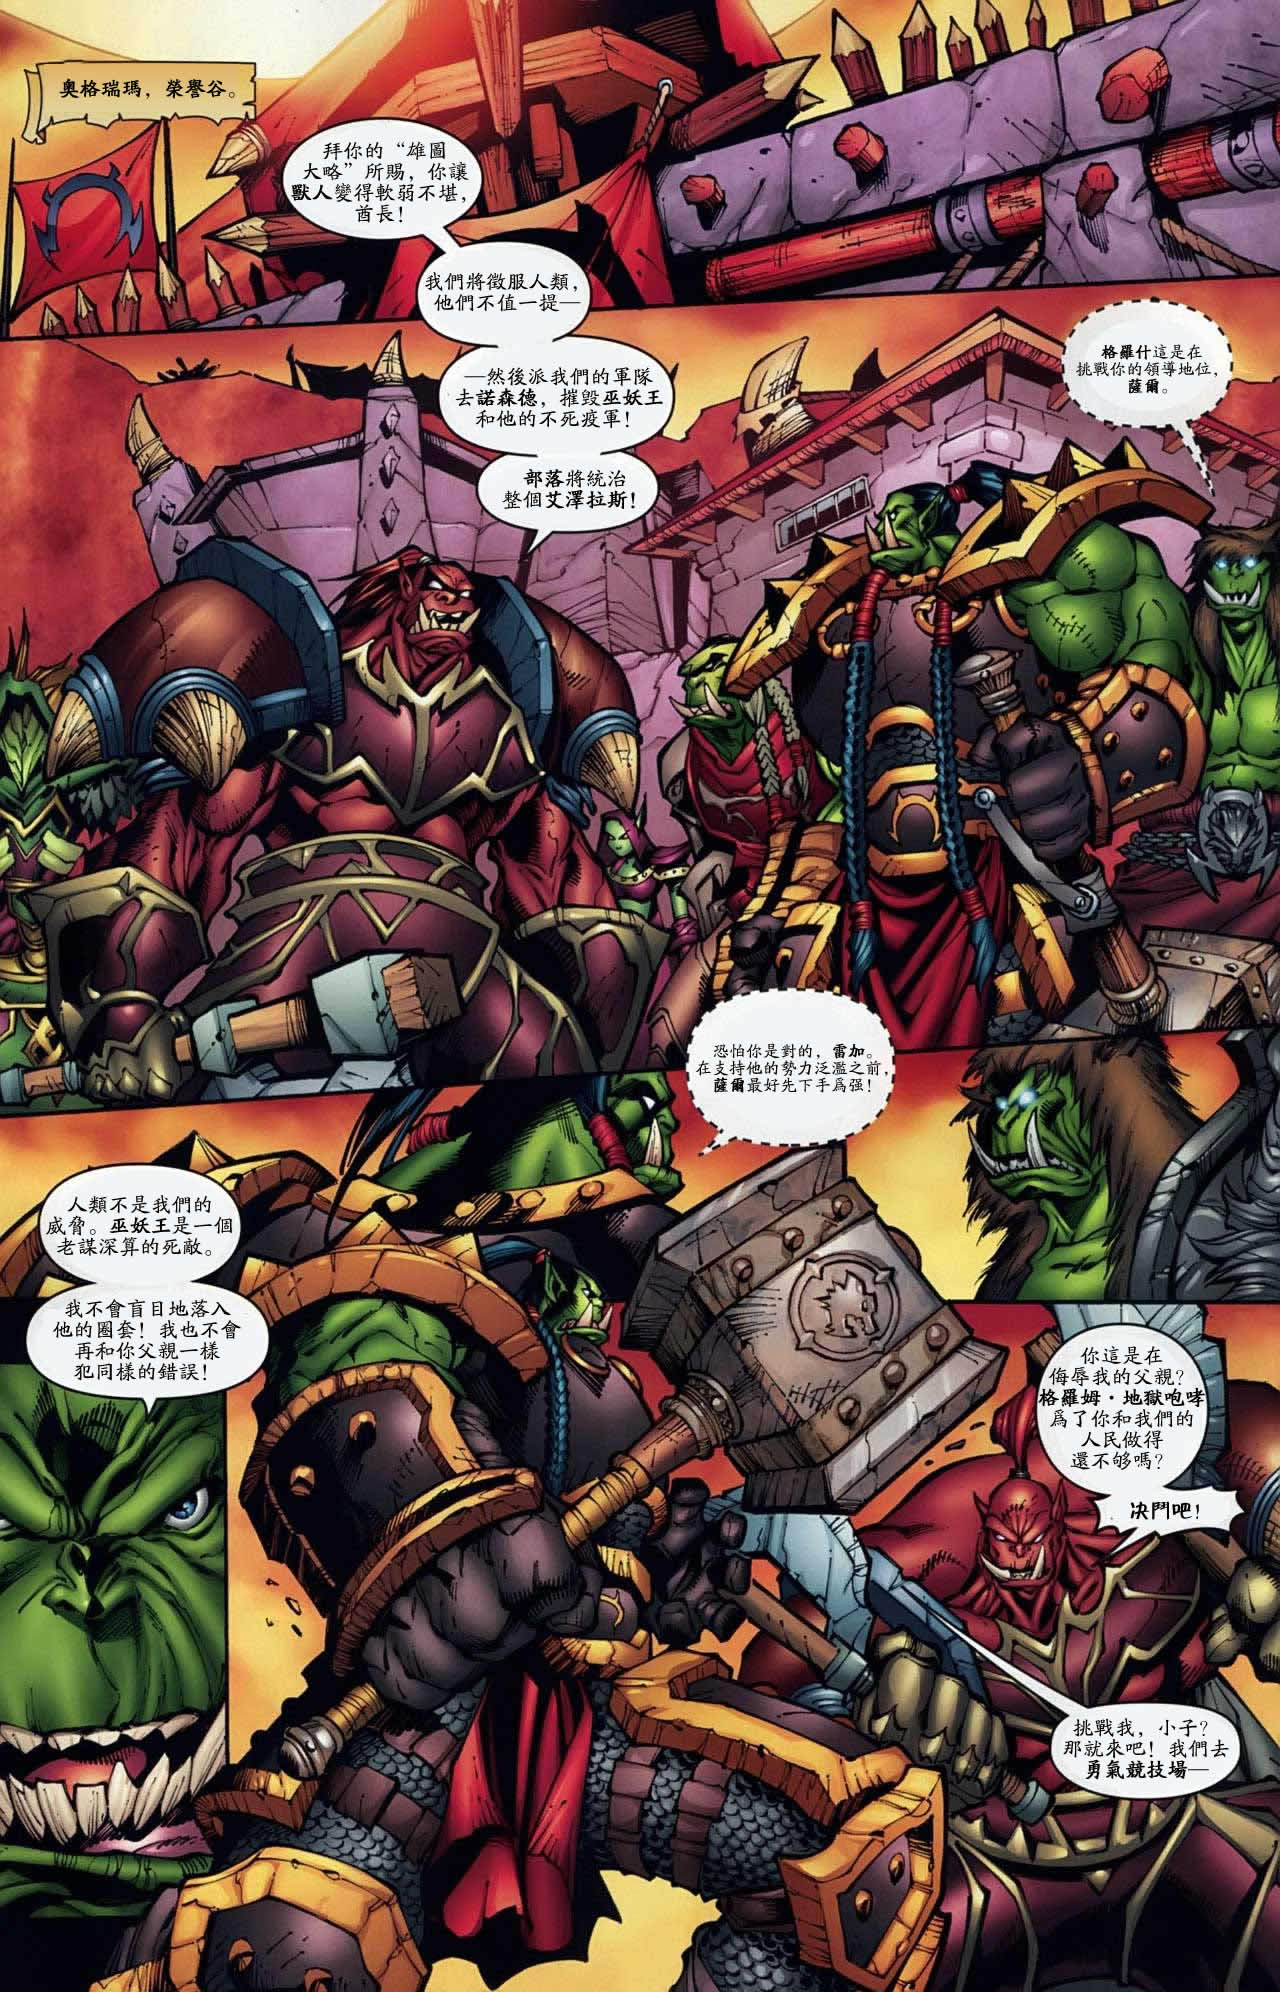 奧格瑞瑪，榮譽谷。
拜你的“雄圖
大略”所賜，你讓
獸人變得軟弱不堪，
酋長！
我們將徵服人類，
他們不值一提—
—然後派我們的軍隊
去諾森德，摧毀巫妖王
和他的不死疫軍！
部落將統治
整個艾澤拉斯！
格羅什這是在
挑戰你的領導地位，
薩爾。
恐怕你是對的，雷加。
在支持他的勢力泛濫之前，
薩爾最好先下手爲强！
人類不是我們的
威脅。巫妖王是一個
老謀深算的死敵。
我不會盲目地落入
他的圈套！我也不會
再和你父親一樣
犯同樣的錯誤！
你這是在
侮辱我的父親？
格羅姆·地獄咆哮
爲了你和我們的
人民做得
還不够嗎？
决鬥吧！
挑戰我，小子？
那就來吧！我們去
勇氣競技場—